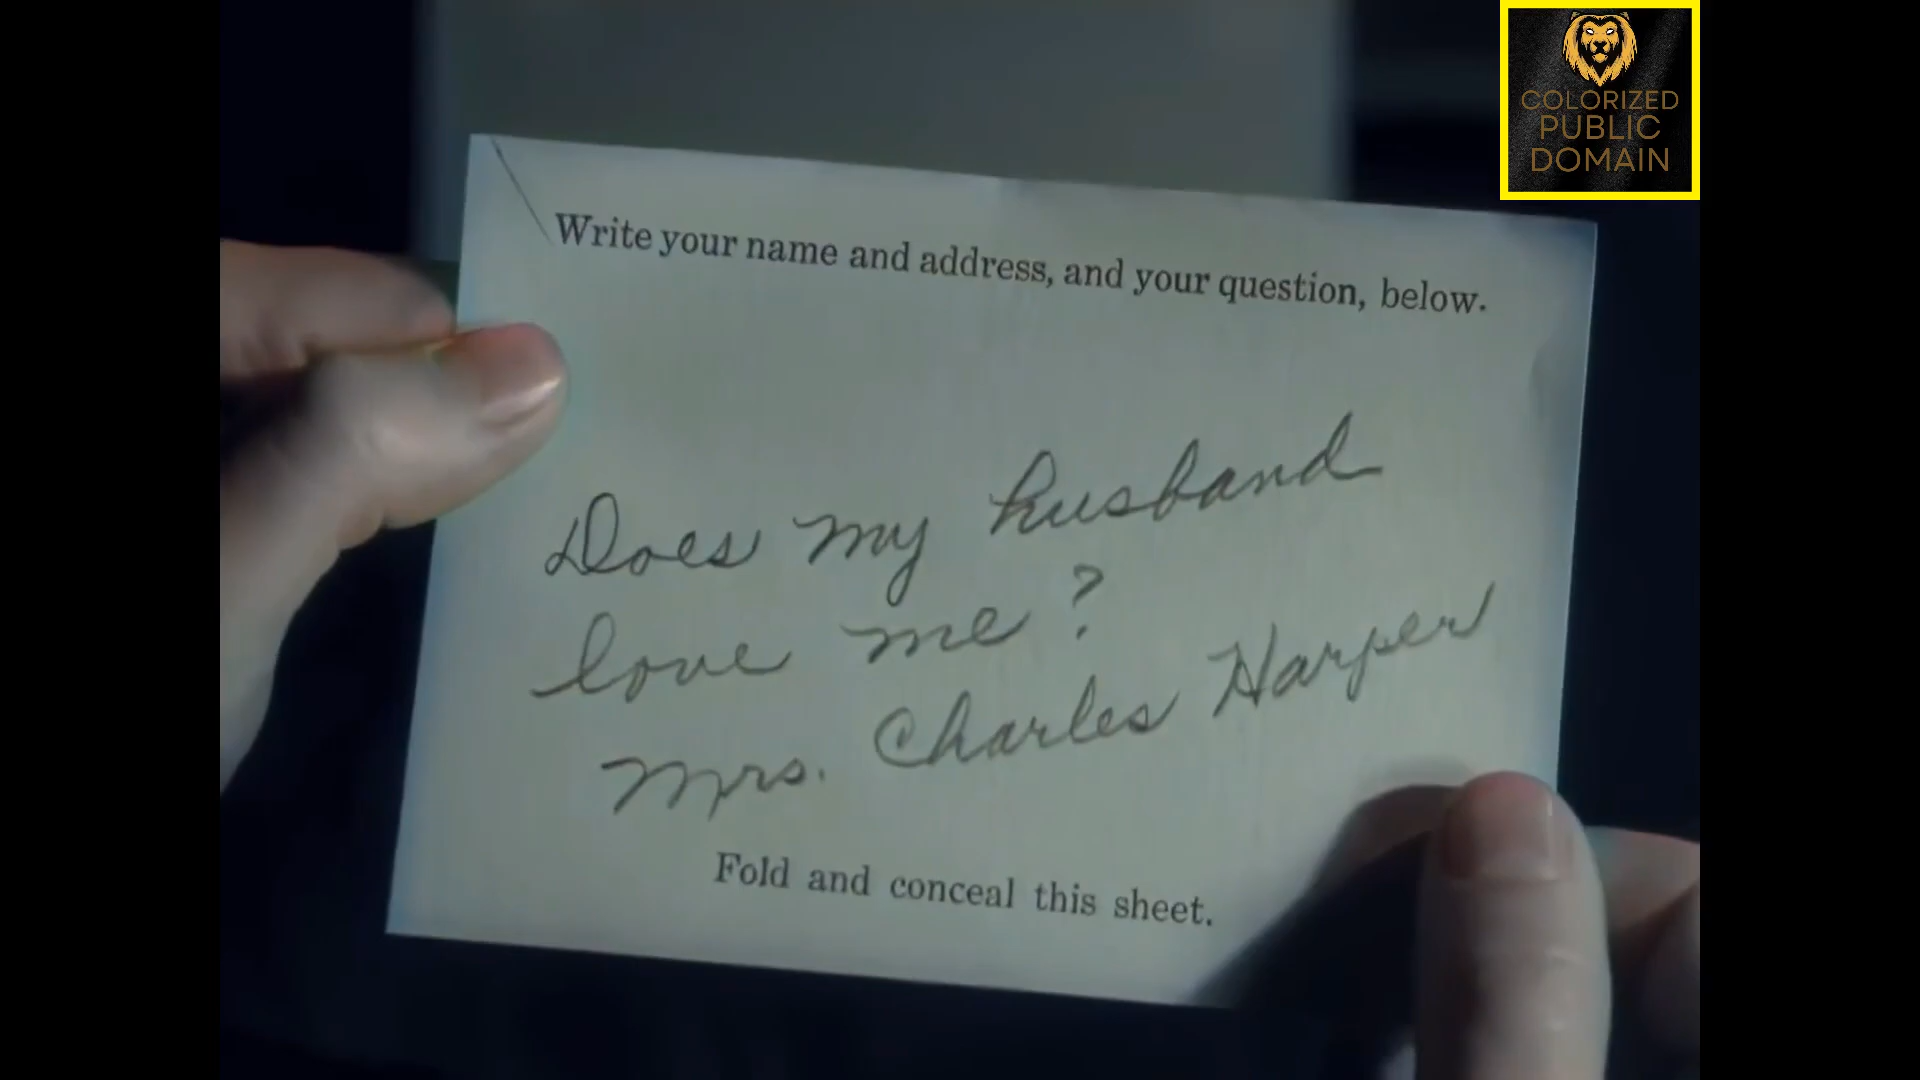 COLORIZED
PUBLIC
DOMAIN
Write your name and address, and your question, below.
Does my husband
love me?
Mrs. Charles Harper
Fold and conceal this sheet.